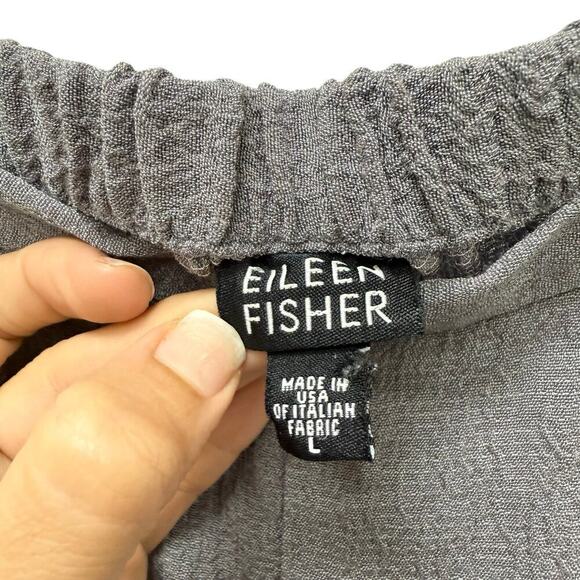 EILEEN
FISHER
MADE IN
USA
OF ITALIAN
FABRIC
L